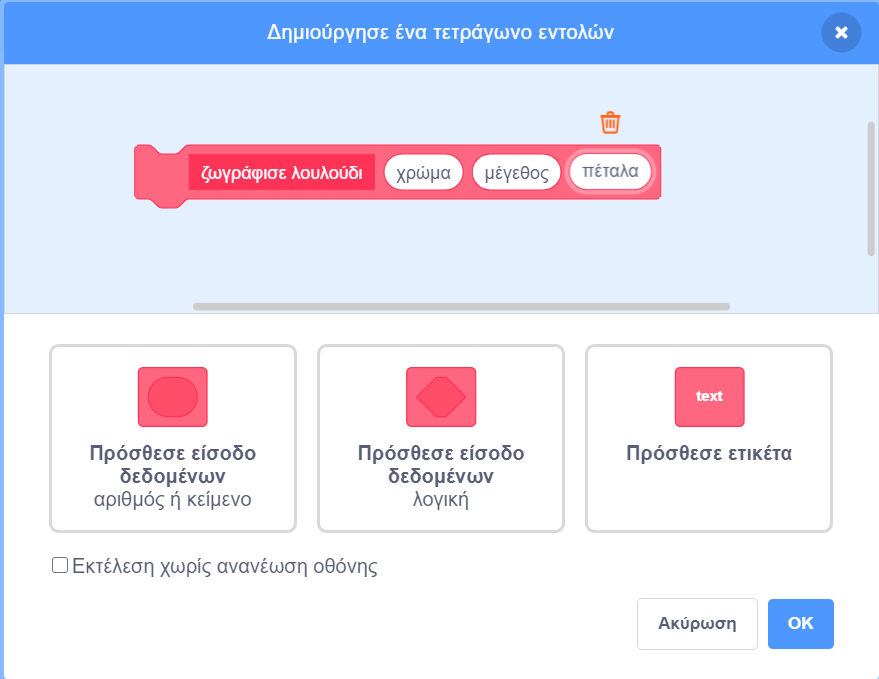 Δημιούργησε ένα τετράγωνο εντολών
ζωγράφισε λουλούδι χρώμα μέγεθος πέταλα
Πρόσθεσε είσοδο
δεδομένων
αριθμός ή κείμενο
Πρόσθεσε είσοδο
δεδομένων
λογική
text
Πρόσθεσε ετικέτα
Εκτέλεση χωρίς ανανέωση οθόνης
Ακύρωση
OK